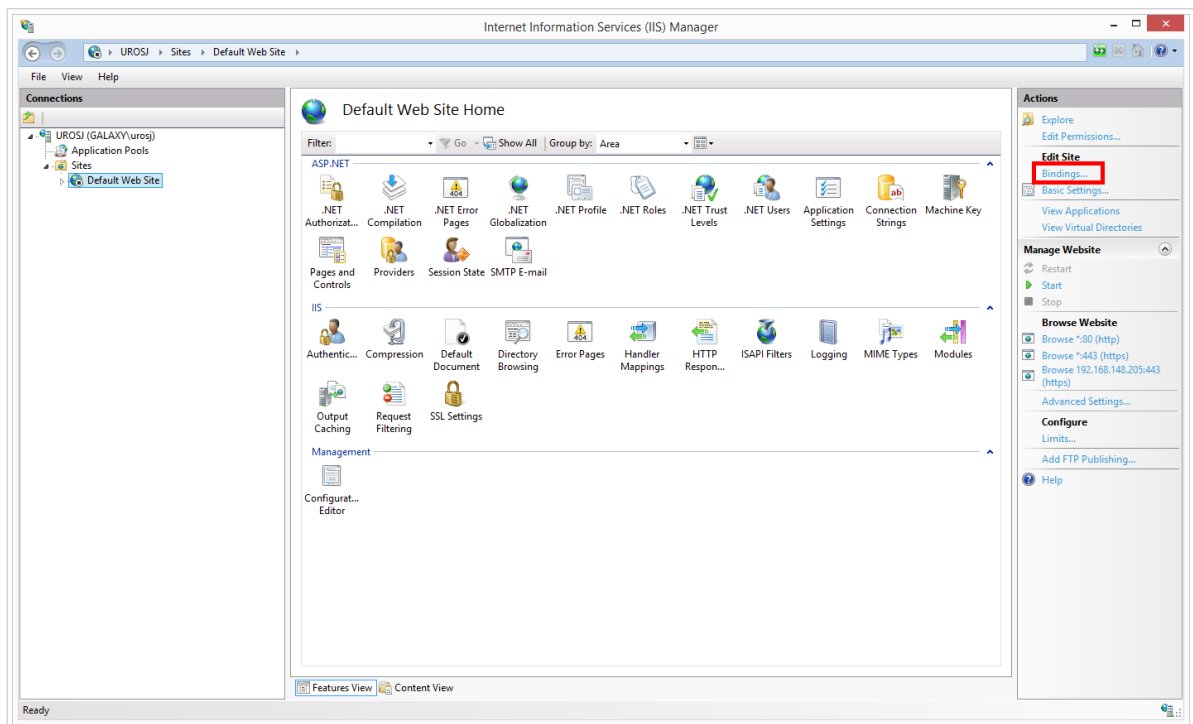 Internet Information Services (IIS) Manager
UROSJ Sites Default Web Site
File View Help
Connections
UROSJ (GALAXY\urosj)
Application Pools
Sites
Default Web Site
Default Web Site Home
Filter: Go Show All Group by: Area
ASP.NET
.NET Authorizat...
.NET Compilation
.NET Error Pages
.NET Globalization
.NET Profile
.NET Roles
.NET Trust Levels
.NET Users
Application Settings
Connection Strings
Machine Key
Pages and Controls
Providers
Session State
SMTP E-mail
IIS
Authentic...
Compression
Default Document
Directory Browsing
Error Pages
Handler Mappings
HTTP Respon...
ISAPI Filters
Logging
MIME Types
Modules
Output Caching
Request Filtering
SSL Settings
Management
Configurat... Editor
Features View Content View
Ready
Actions
Explore
Edit Permissions...
Edit Site
Bindings...
Basic Settings...
View Applications
View Virtual Directories
Manage Website
Restart
Start
Stop
Browse Website
Browse *:80 (http)
Browse *:443 (https)
Browse 192.168.148.205:443
(https)
Advanced Settings...
Configure
Limits...
Add FTP Publishing...
Help